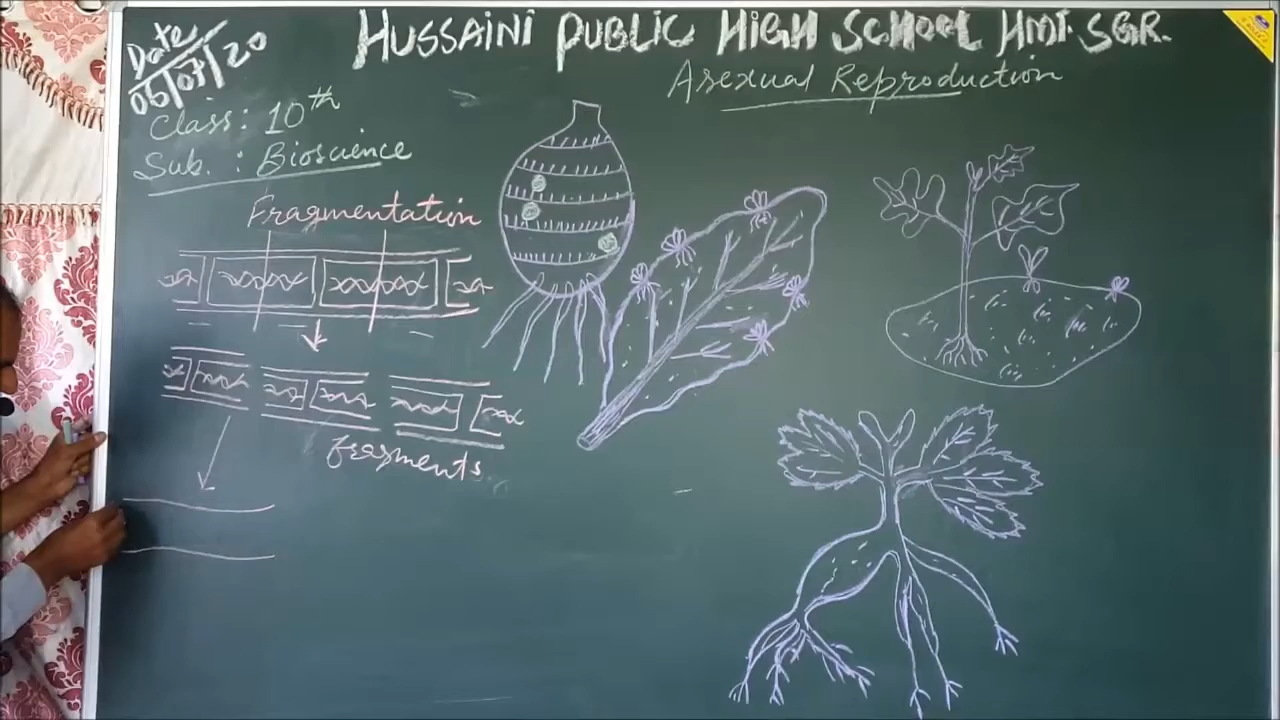 HUSSAINI PUBLIC HIGH SCHOOL HMT. SGR.
Date
06/07/20
Asexual Reproduction
Class: 10th
Sub. : Bioscience
Fragmentation
fragments